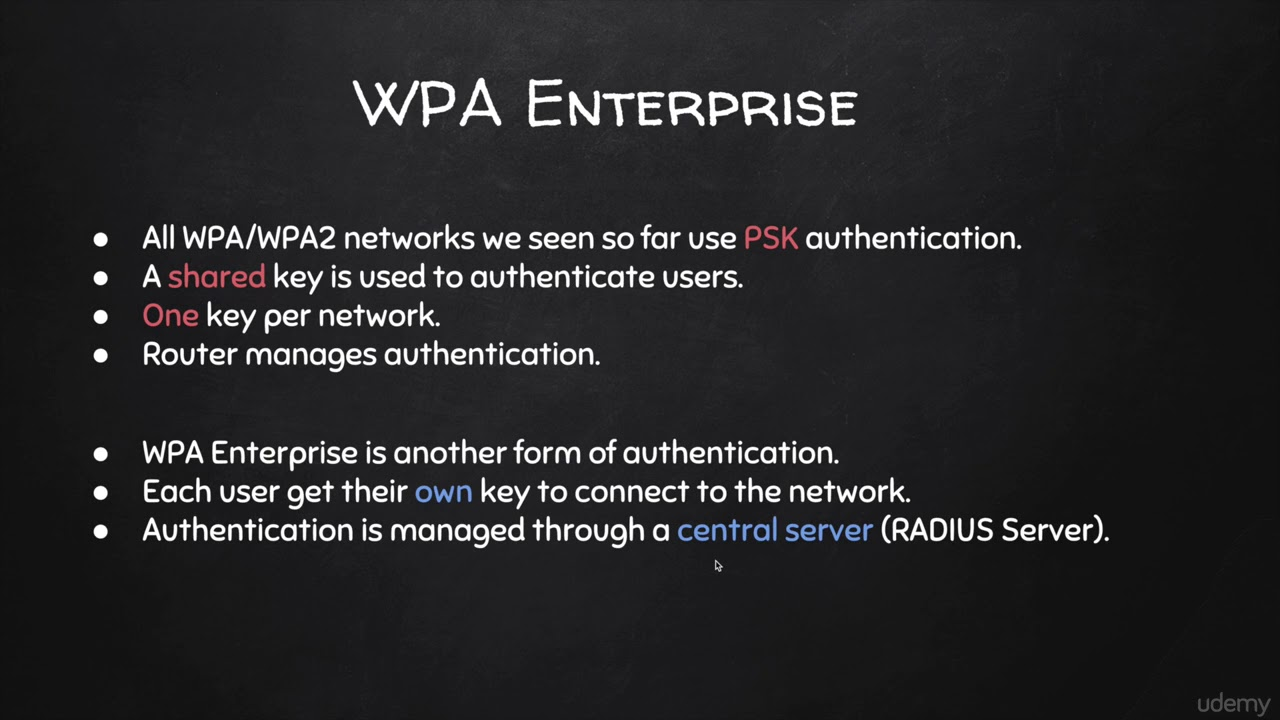 WPA Enterprise
● All WPA/WPA2 networks we seen so far use PSK authentication.
● A shared key is used to authenticate users.
● One key per network.
● Router manages authentication.
● WPA Enterprise is another form of authentication.
● Each user get their own key to connect to the network.
● Authentication is managed through a central server (RADIUS Server).
udemy